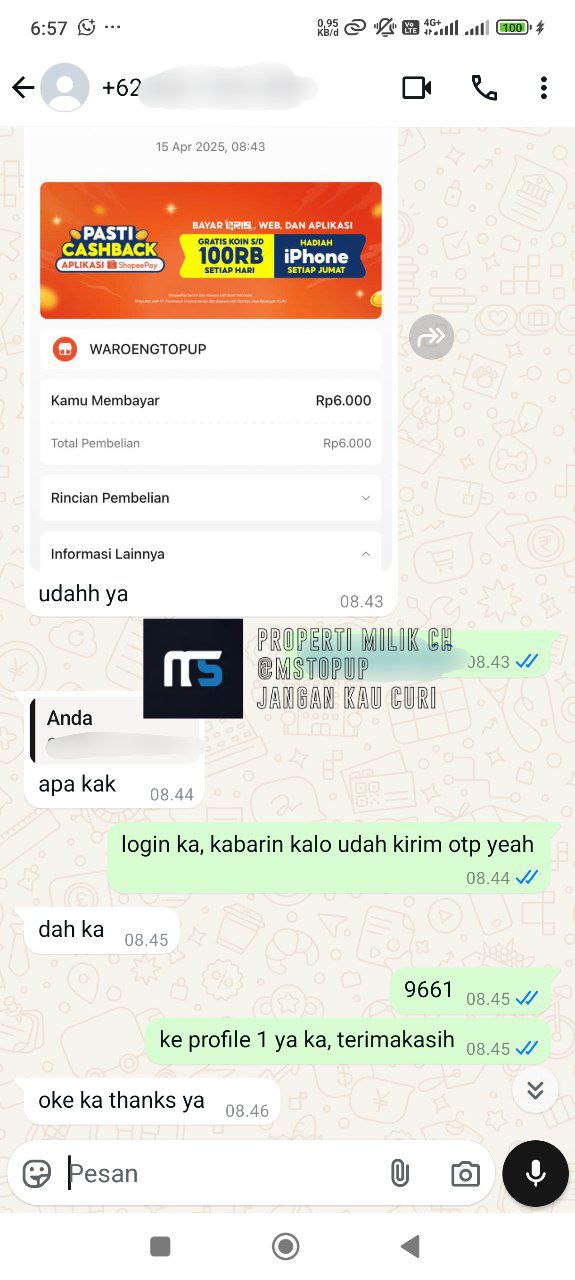 6:57
0,95 KB/d
Vo LTE
4G+
100
+62
15 Apr 2025, 08:43
PASTI CASHBACK
APLIKASI ShopeePay
BAYAR QRIS, WEB, DAN APLIKASI
GRATIS KOIN S/D
100RB
SETIAP HARI
HADIAH
iPhone
SETIAP JUMAT
WAROENGTOPUP
Kamu Membayar Rp6.000
Total Pembelian Rp6.000
Rincian Pembelian
Informasi Lainnya
udahh ya
08.43
MS
PROPERTI MILIK CH
@MSTOPUP
JANGAN KAU CURI
08.43
Anda
apa kak
08.44
login ka, kabarin kalo udah kirim otp yeah
08.44
dah ka
08.45
9661
08.45
ke profile 1 ya ka, terimakasih
08.45
oke ka thanks ya
08.46
Pesan